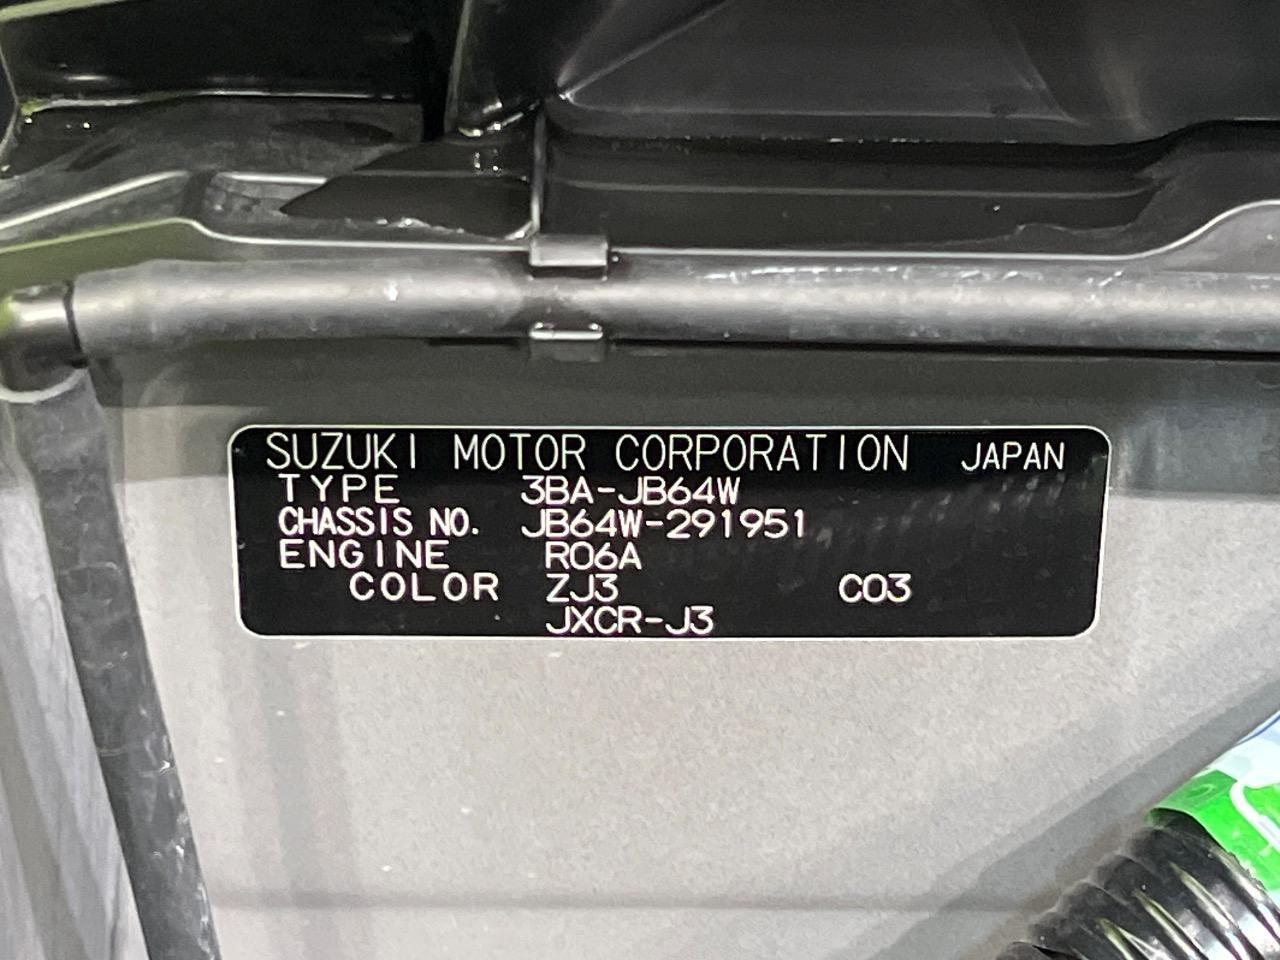 SUZUKI MOTOR CORPORATION JAPAN
TYPE 3BA-JB64W
CHASSIS NO. JB64W-291951
ENGINE R06A
COLOR ZJ3 C03
JXCR-J3